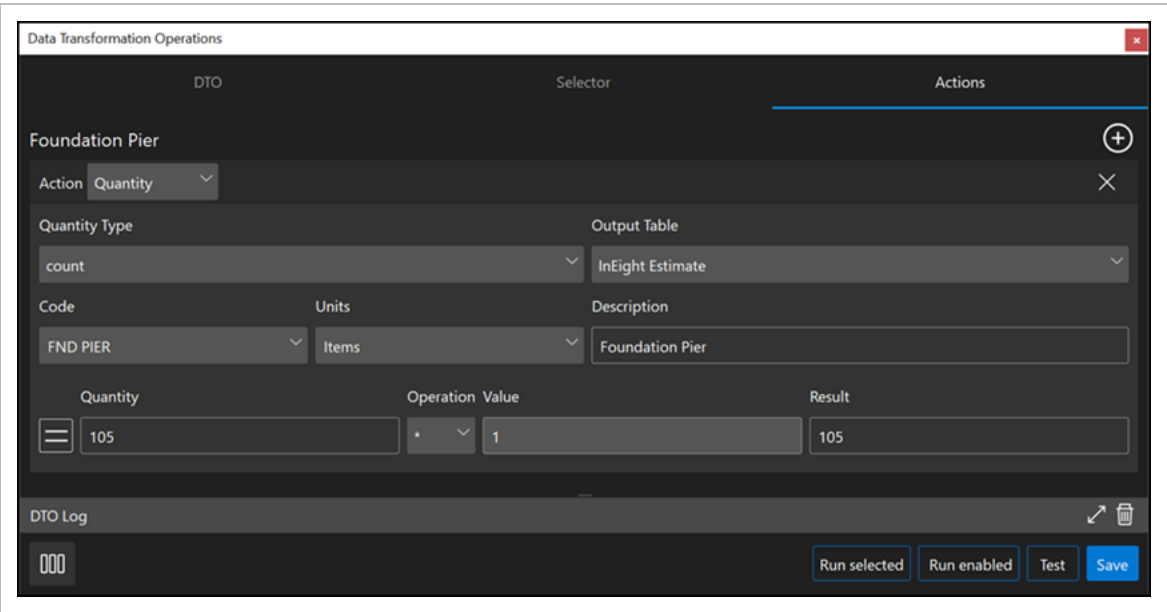 Data Transformation Operations
DTO Selector Actions
Foundation Pier
Action Quantity
Quantity Type Output Table
count InEight Estimate
Code Units Description
FND PIER Items Foundation Pier
Quantity Operation Value Result
105 * 1 105
DTO Log
Run selected Run enabled Test Save